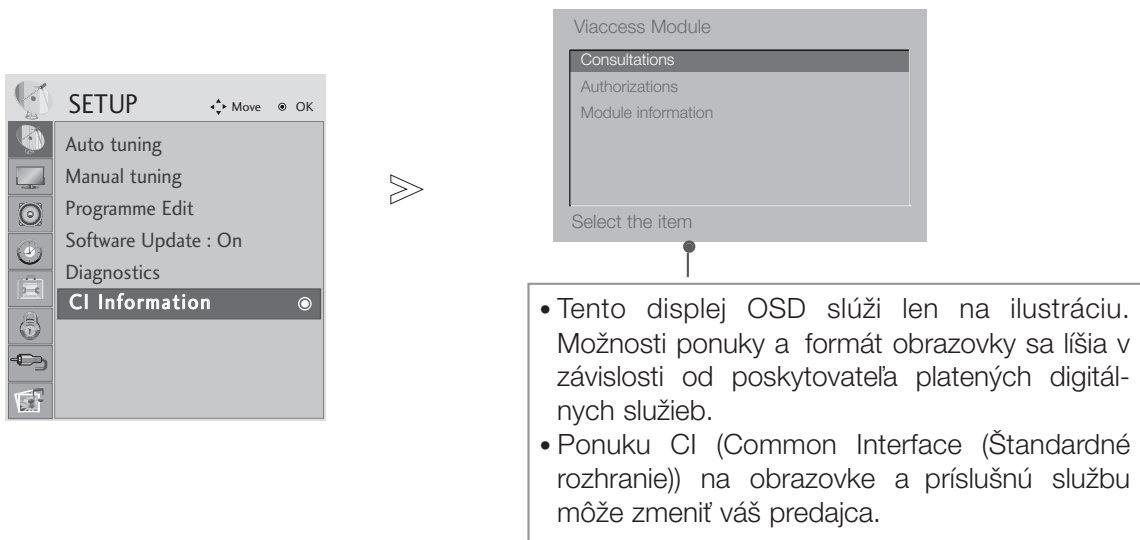 SETUP Move OK
Auto tuning
Manual tuning
Programme Edit
Software Update : On
Diagnostics
CI Information
Viaccess Module
Consultations
Authorizations
Module information
Select the item
• Tento displej OSD slúži len na ilustráciu.
Možnosti ponuky a formát obrazovky sa líšia v
závislosti od poskytovateľa platených digitál-
nych služieb.
• Ponuku CI (Common Interface (Štandardné
rozhranie)) na obrazovke a príslušnú službu
môže zmeniť váš predajca.